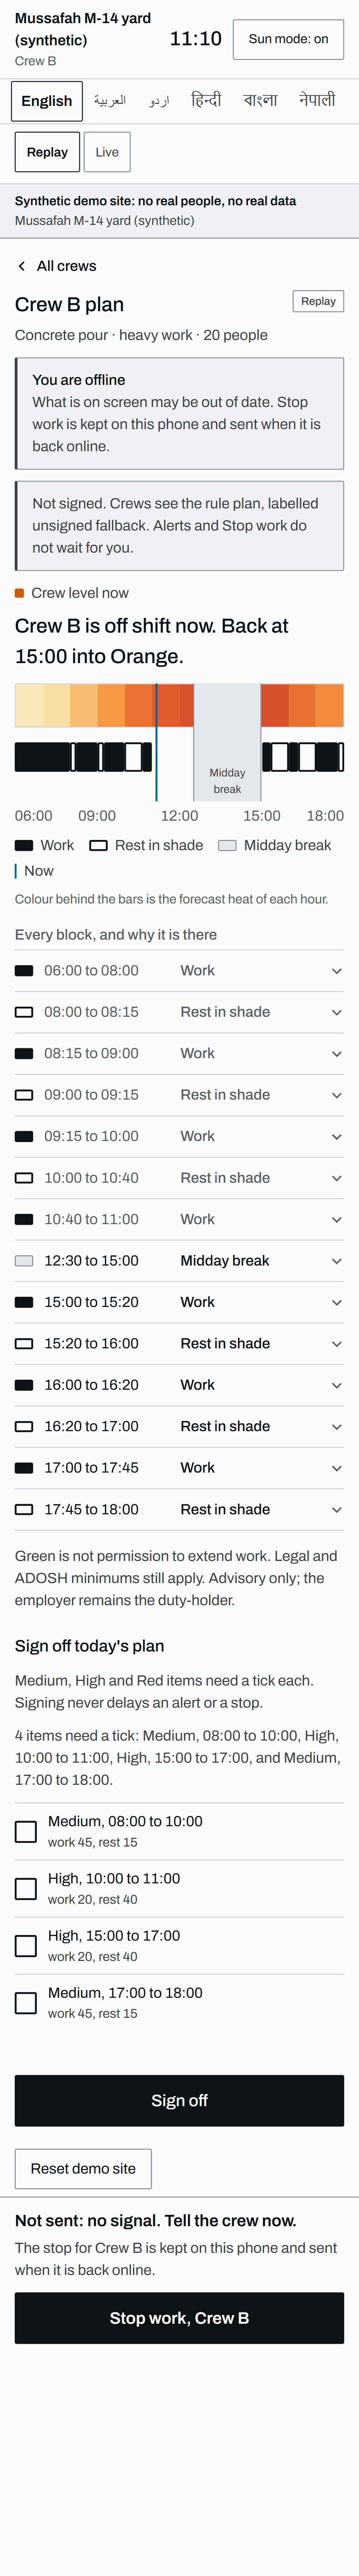 Mussafah M-14 yard
(synthetic)
Crew B
11:10
Sun mode: on
English
العربية
اردو
हिन्दी
বাংলা
नेपाली
Replay
Live
Synthetic demo site: no real people, no real data
Mussafah M-14 yard (synthetic)
All crews
Crew B plan
Replay
Concrete pour · heavy work · 20 people
You are offline
What is on screen may be out of date. Stop
work is kept on this phone and sent when it is
back online.
Not signed. Crews see the rule plan, labelled
unsigned fallback. Alerts and Stop work do
not wait for you.
Crew level now
Crew B is off shift now. Back at
15:00 into Orange.
Midday
break
06:00 09:00 12:00 15:00 18:00
Work Rest in shade Midday break
Now
Colour behind the bars is the forecast heat of each hour.
Every block, and why it is there
06:00 to 08:00 Work
08:00 to 08:15 Rest in shade
08:15 to 09:00 Work
09:00 to 09:15 Rest in shade
09:15 to 10:00 Work
10:00 to 10:40 Rest in shade
10:40 to 11:00 Work
12:30 to 15:00 Midday break
15:00 to 15:20 Work
15:20 to 16:00 Rest in shade
16:00 to 16:20 Work
16:20 to 17:00 Rest in shade
17:00 to 17:45 Work
17:45 to 18:00 Rest in shade
Green is not permission to extend work. Legal and
ADOSH minimums still apply. Advisory only; the
employer remains the duty-holder.
Sign off today's plan
Medium, High and Red items need a tick each.
Signing never delays an alert or a stop.
4 items need a tick: Medium, 08:00 to 10:00, High,
10:00 to 11:00, High, 15:00 to 17:00, and Medium,
17:00 to 18:00.
Medium, 08:00 to 10:00
work 45, rest 15
High, 10:00 to 11:00
work 20, rest 40
High, 15:00 to 17:00
work 20, rest 40
Medium, 17:00 to 18:00
work 45, rest 15
Sign off
Reset demo site
Not sent: no signal. Tell the crew now.
The stop for Crew B is kept on this phone and sent
when it is back online.
Stop work, Crew B